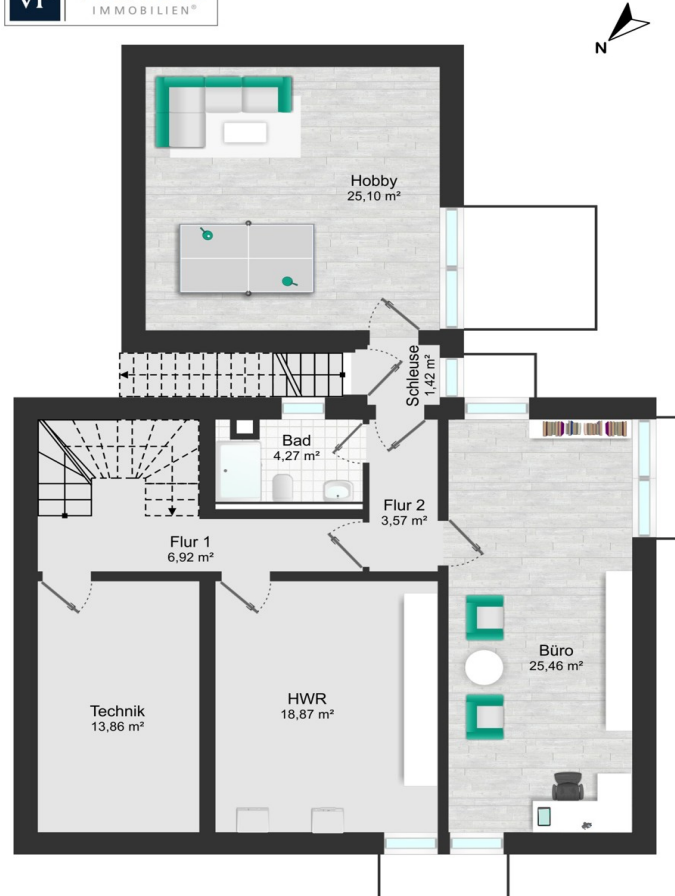 VP
IMMOBILIEN®
N
Hobby
25,10 m²
Schleuse
1,42 m²
Bad
4,27 m²
Flur 2
3,57 m²
Flur 1
6,92 m²
Büro
25,46 m²
HWR
18,87 m²
Technik
13,86 m²